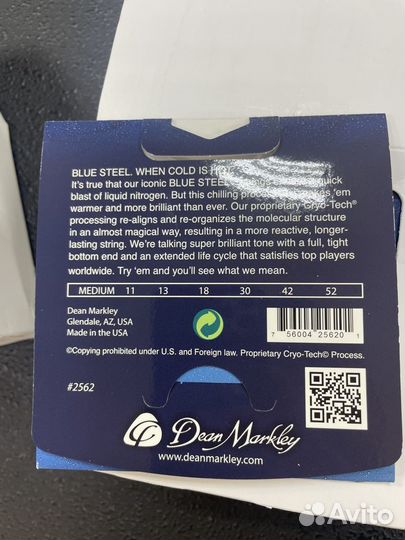 BLUE STEEL. WHEN COLD IS
It's true that our iconic BLUE STEEL quick
blast of liquid nitrogen. But this chilling 'em
warmer and more brilliant than ever. Our proprietary Cryo-Tech®
processing re-aligns and re-organizes the molecular structure
in an almost magical way, resulting in a more reactive, longer-
lasting string. We're talking super brilliant tone with a full, tight
bottom end and an extended life cycle that satisfies top players
worldwide. Try 'em and you'll see what we mean.
MEDIUM 11 13 18 30 42 52
Dean Markley
Glendale, AZ, USA
Made in the USA
7 56004 25620 1
©Copying prohibited under U.S. and Foreign law. Proprietary Cryo-Tech® Process.
#2562
Dean Markley
www.deanmarkley.com
Avito